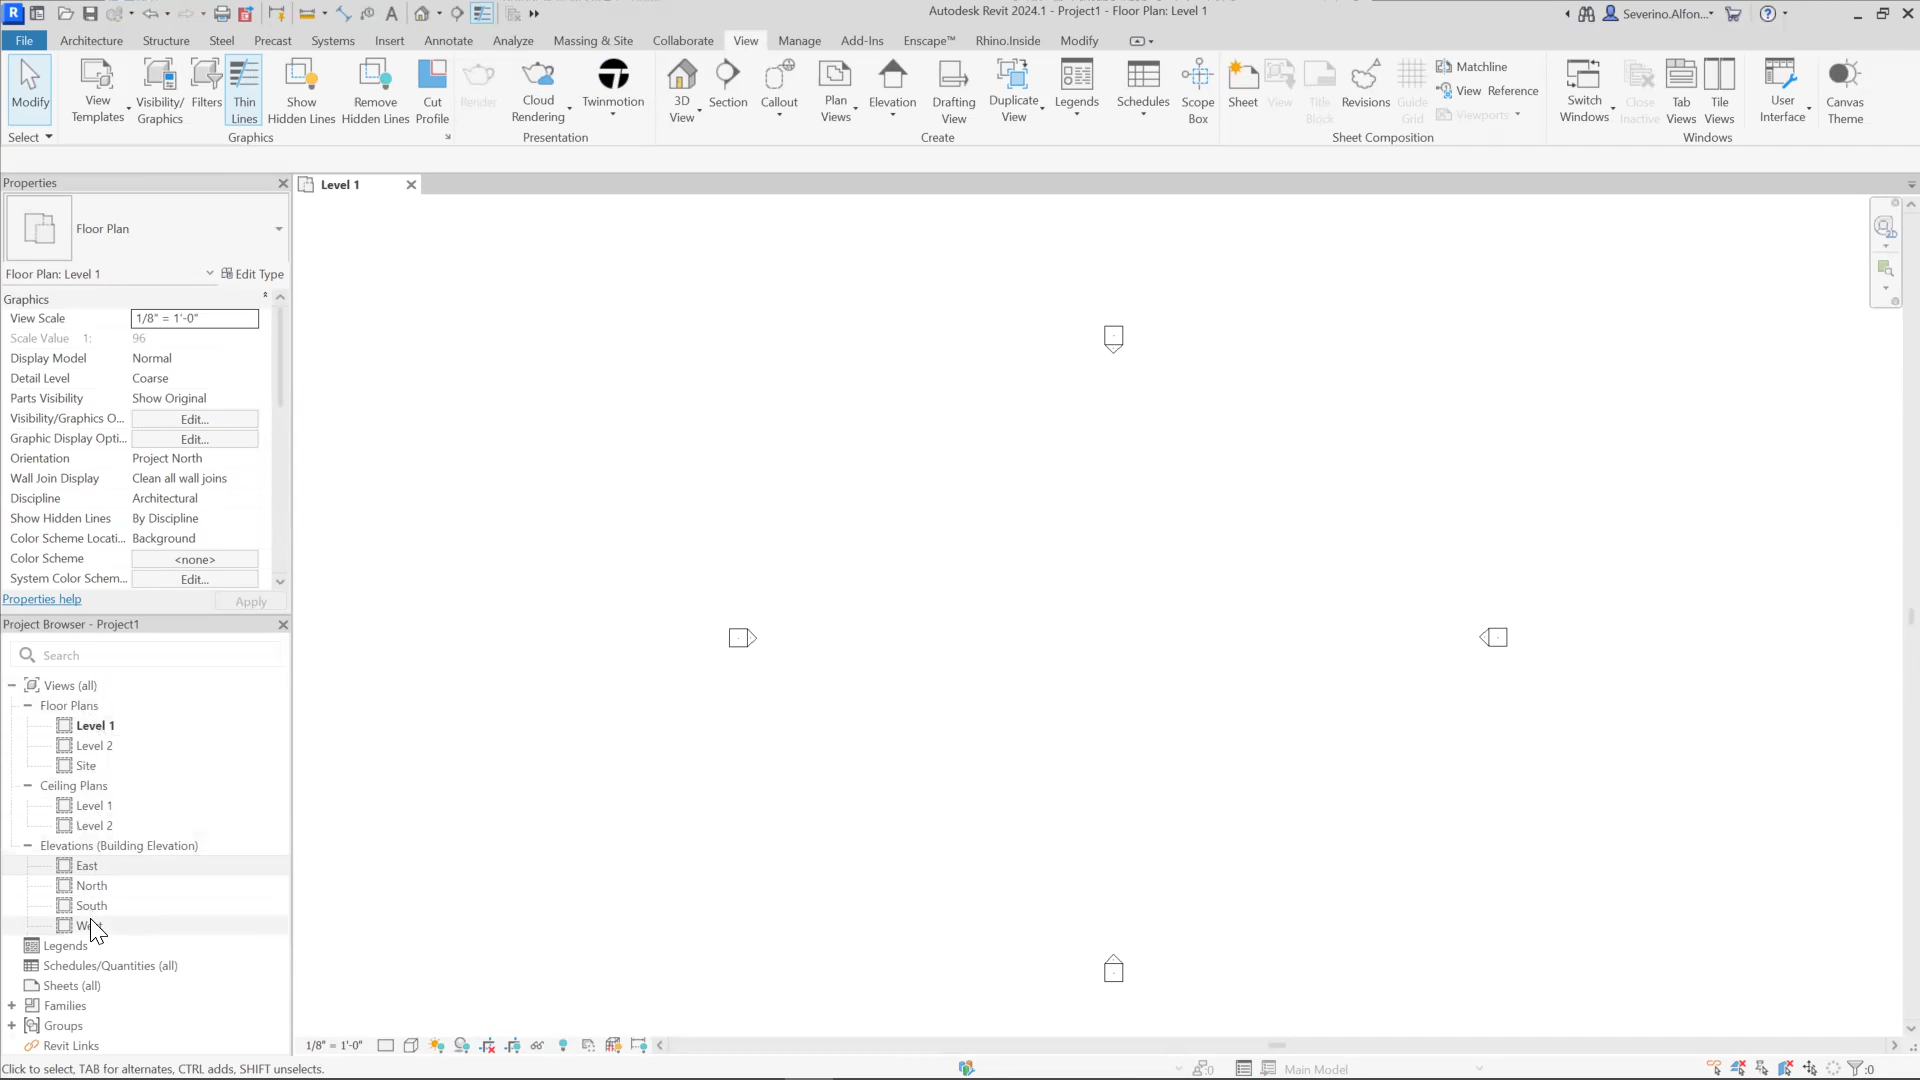 Autodesk Revit 2024.1 - Project1 - Floor Plan: Level 1
Severino.Alfon...
File Architecture Structure Steel Precast Systems Insert Annotate Analyze Massing & Site Collaborate View Manage Add-Ins Enscape™ Rhino.Inside Modify
Modify
View Templates
Visibility/ Graphics
Filters
Thin Lines
Show Hidden Lines
Remove Hidden Lines
Cut Profile
Render
Cloud Rendering
Twinmotion
3D View
Section
Callout
Plan Views
Elevation
Drafting View
Duplicate View
Legends
Schedules
Scope Box
Sheet
View
Title Block
Revisions
Guide Grid
Matchline
View Reference
Viewports
Switch Windows
Close Inactive
Tab Views
Tile Views
User Interface
Canvas Theme
Select
Graphics
Presentation
Create
Sheet Composition
Windows
Properties
Level 1
Floor Plan
Floor Plan: Level 1
Edit Type
Graphics
View Scale 1/8" = 1'-0"
Scale Value 1: 96
Display Model Normal
Detail Level Coarse
Parts Visibility Show Original
Visibility/Graphics O... Edit...
Graphic Display Opti... Edit...
Orientation Project North
Wall Join Display Clean all wall joins
Discipline Architectural
Show Hidden Lines By Discipline
Color Scheme Locati... Background
Color Scheme <none>
System Color Schem... Edit...
Properties help
Apply
Project Browser - Project1
Search
Views (all)
Floor Plans
Level 1
Level 2
Site
Ceiling Plans
Level 1
Level 2
Elevations (Building Elevation)
East
North
South
Legends
Schedules/Quantities (all)
Sheets (all)
Families
Groups
Revit Links
1/8" = 1'-0"
Click to select, TAB for alternates, CTRL adds, SHIFT unselects.
:0
Main Model
:0